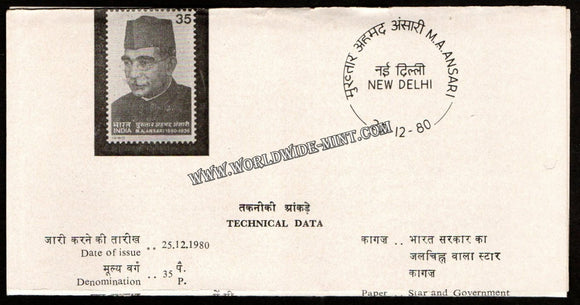 35
भारत
INDIA
मुख़्तार अहमद अंसारी
M.A.ANSARI 1880-1936
मुख़्तार अहमद अंसारी M.A.ANSARI
नई दिल्ली
NEW DELHI
12-80
www.WORLDWIDE-MINT.COM
तकनीकी आंकड़े
TECHNICAL DATA
जारी करने की तारीख .. 25.12.1980
Date of issue
मूल्य वर्ग .. 35 पै.
Denomination P.
कागज .. भारत सरकार का
जलचिह्न वाला स्टार
कागज
Paper .. Star and Government